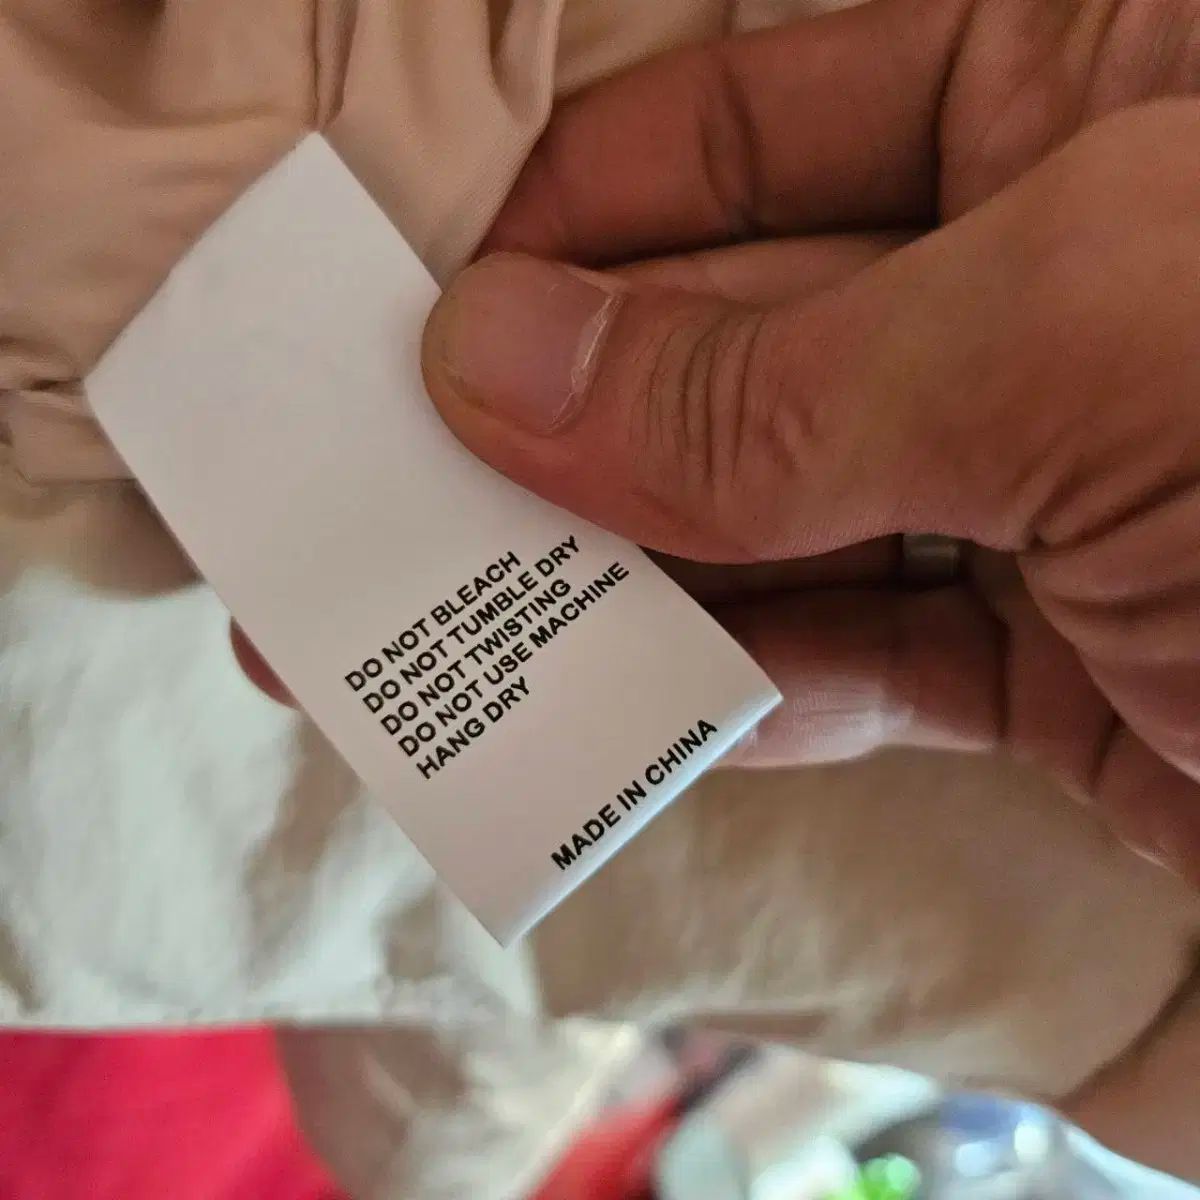 DO NOT BLEACH
DO NOT TUMBLE DRY
DO NOT TWISTING
DO NOT USE MACHINE
HANG DRY
MADE IN CHINA